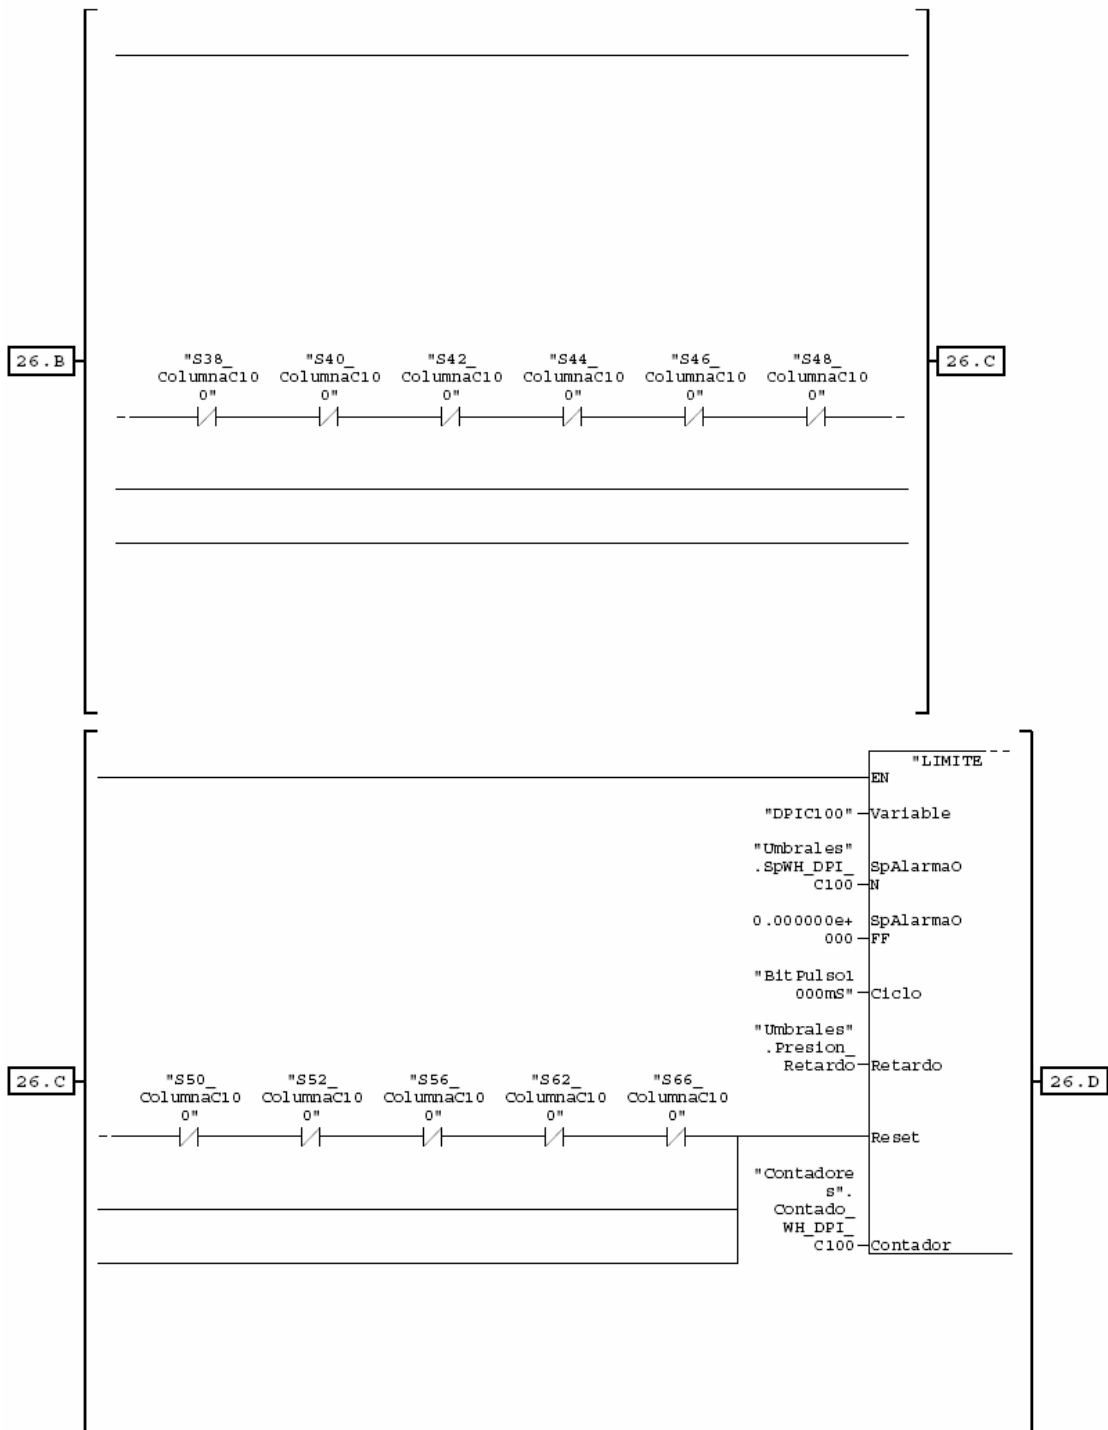 26.B
"S38_
ColumnaC10
0"
"S40_
ColumnaC10
0"
"S42_
ColumnaC10
0"
"S44_
ColumnaC10
0"
"S46_
ColumnaC10
0"
"S48_
ColumnaC10
0"
26.C
"LIMITE
EN
"DPIC100"
Variable
"Umbrales"
.SpWH_DPI_
C100
SpAlarmaO
N
0.000000e+
000
SpAlarmaO
FF
"BitPulso1
000mS"
Ciclo
"Umbrales"
.Presion_
Retardo
Retardo
26.C
"S50_
ColumnaC10
0"
"S52_
ColumnaC10
0"
"S56_
ColumnaC10
0"
"S62_
ColumnaC10
0"
"S66_
ColumnaC10
0"
Reset
"Contadore
s".
Contado_
WH_DPI_
C100
Contador
26.D